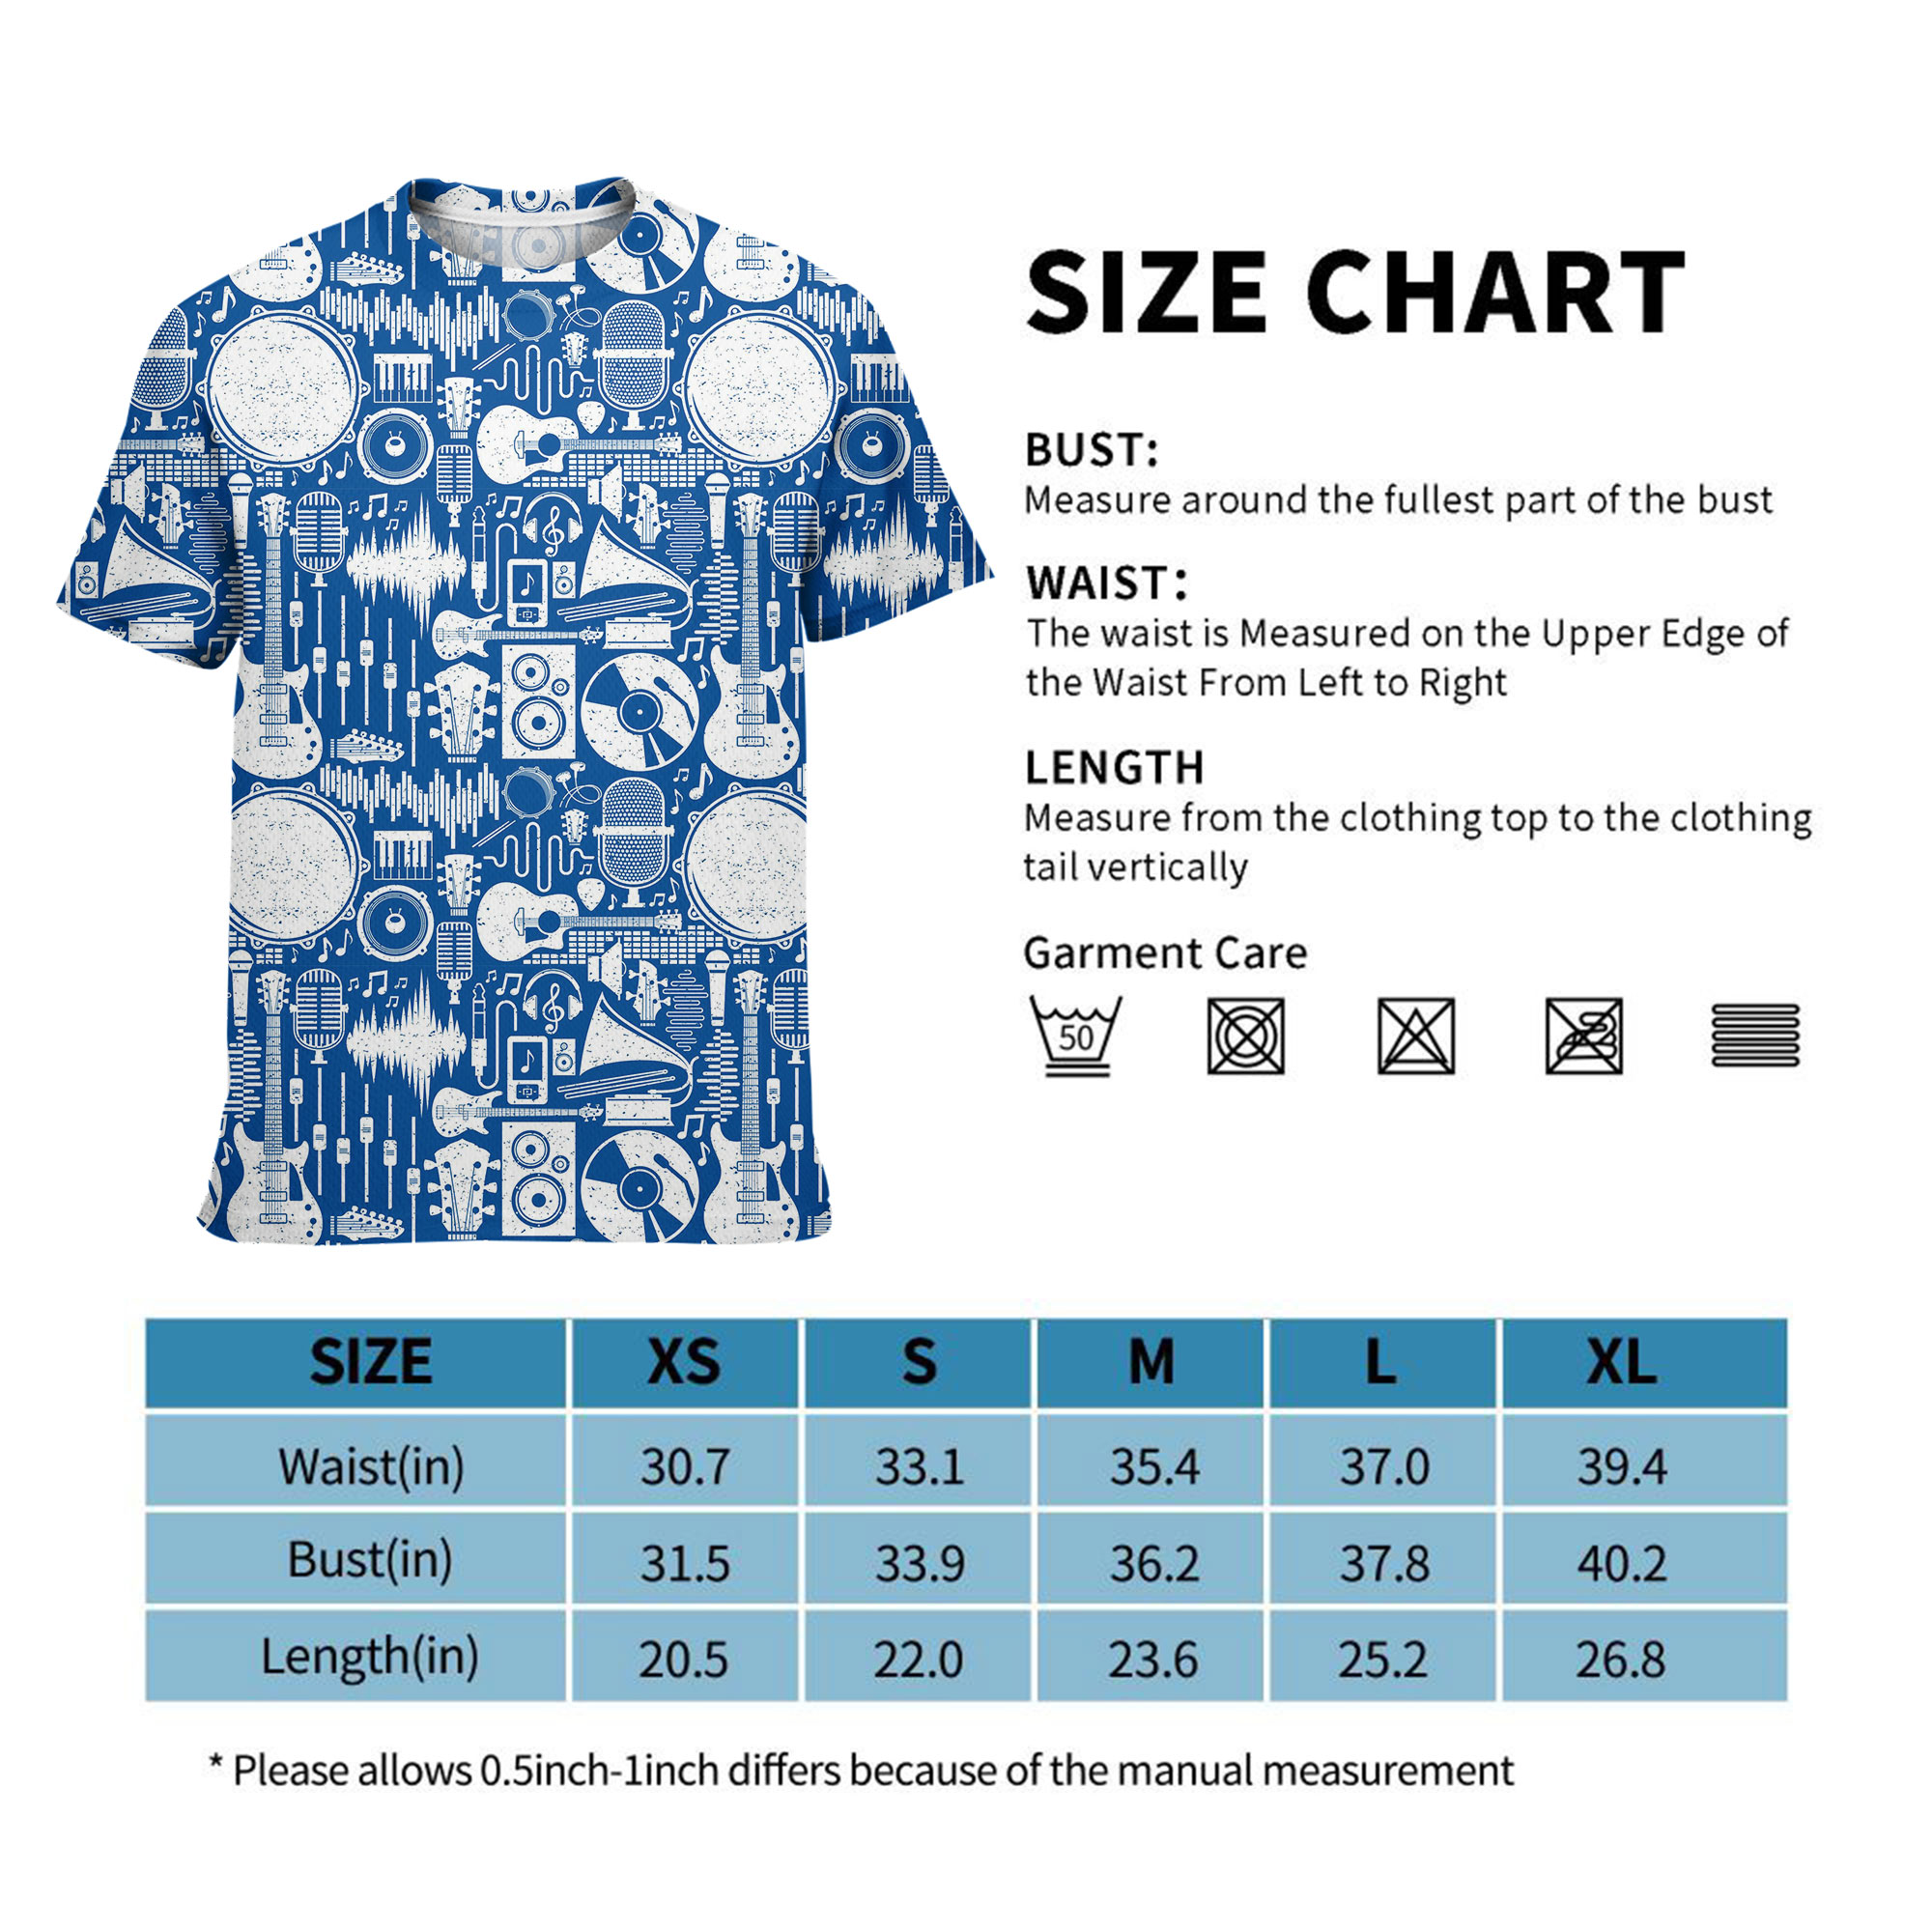 SIZE CHART
BUST:
Measure around the fullest part of the bust
WAIST:
The waist is Measured on the Upper Edge of
the Waist From Left to Right
LENGTH
Measure from the clothing top to the clothing
tail vertically
Garment Care
50
SIZE XS S M L XL
Waist(in) 30.7 33.1 35.4 37.0 39.4
Bust(in) 31.5 33.9 36.2 37.8 40.2
Length(in) 20.5 22.0 23.6 25.2 26.8
* Please allows 0.5inch-1inch differs because of the manual measurement